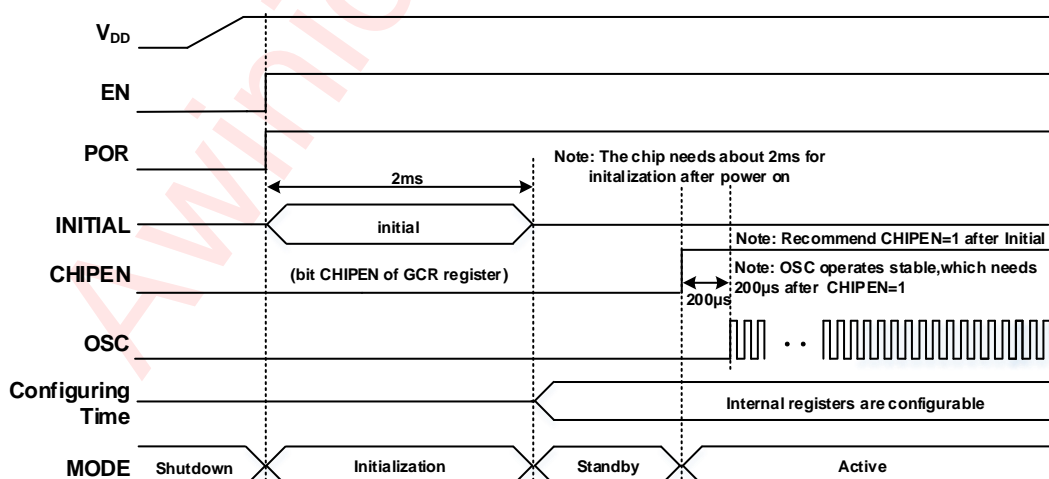 VDD
EN
POR
Note: The chip needs about 2ms for
initalization after power on
2ms
INITIAL
initial
Note: Recommend CHIPEN=1 after Initial
CHIPEN
(bit CHIPEN of GCR register)
Note: OSC operates stable,which needs
200μs after CHIPEN=1
200μs
OSC
. .
Configuring
Time
Internal registers are configurable
MODE
Shutdown
Initialization
Standby
Active
Awinic